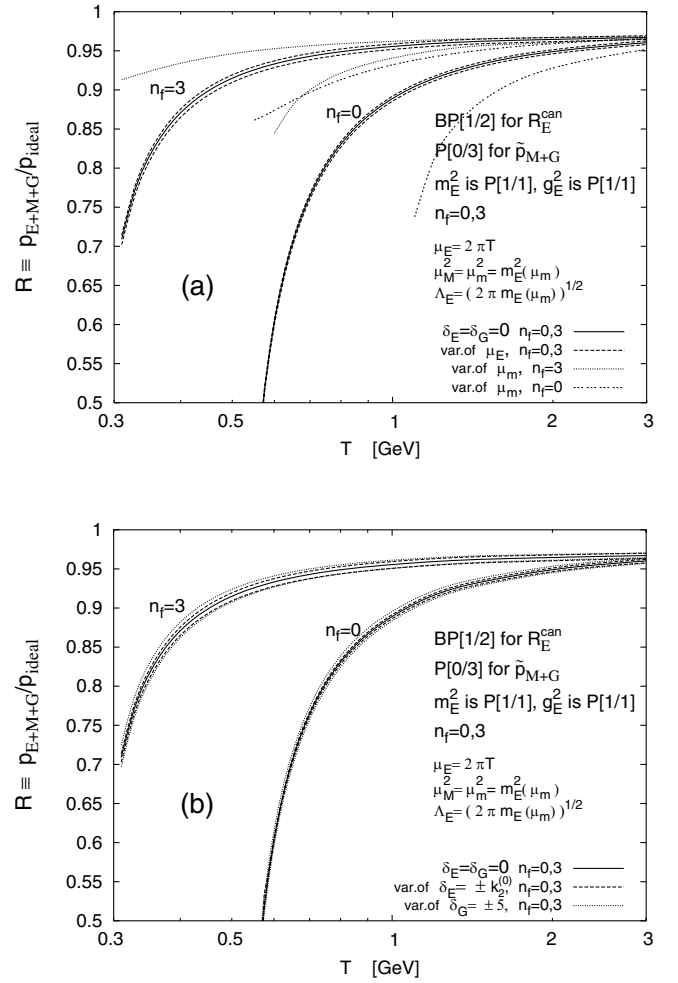 1
0.95
0.9
0.85
0.8
0.75
0.7
0.65
0.6
0.55
0.5
R ≡ p_{E+M+G}/p_{ideal}
n_f=3
n_f=0
BP[1/2] for R_E^{can}
P[0/3] for p̃_{M+G}
m_E^2 is P[1/1], g_E^2 is P[1/1]
n_f=0,3
μ_E= 2 πT
μ_M^2=μ_m^2= m_E^2(μ_m)
Λ_E=( 2 π m_E(μ_m) )^{1/2}
(a)
δ_E=δ_G=0 n_f=0,3
var.of μ_E, n_f=0,3
var.of μ_m, n_f=3
var.of μ_m, n_f=0
0.3 0.5 1 2 3
T [GeV]
1
0.95
0.9
0.85
0.8
0.75
0.7
0.65
0.6
0.55
0.5
R ≡ p_{E+M+G}/p_{ideal}
n_f=3
n_f=0
BP[1/2] for R_E^{can}
P[0/3] for p̃_{M+G}
m_E^2 is P[1/1], g_E^2 is P[1/1]
n_f=0,3
μ_E= 2 πT
μ_M^2=μ_m^2= m_E^2(μ_m)
Λ_E=( 2 π m_E(μ_m) )^{1/2}
(b)
δ_E=δ_G=0 n_f=0,3
var.of δ_E= ± k_2^{(0)}, n_f=0,3
var.of δ_G= ± 5, n_f=0,3
0.3 0.5 1 2 3
T [GeV]